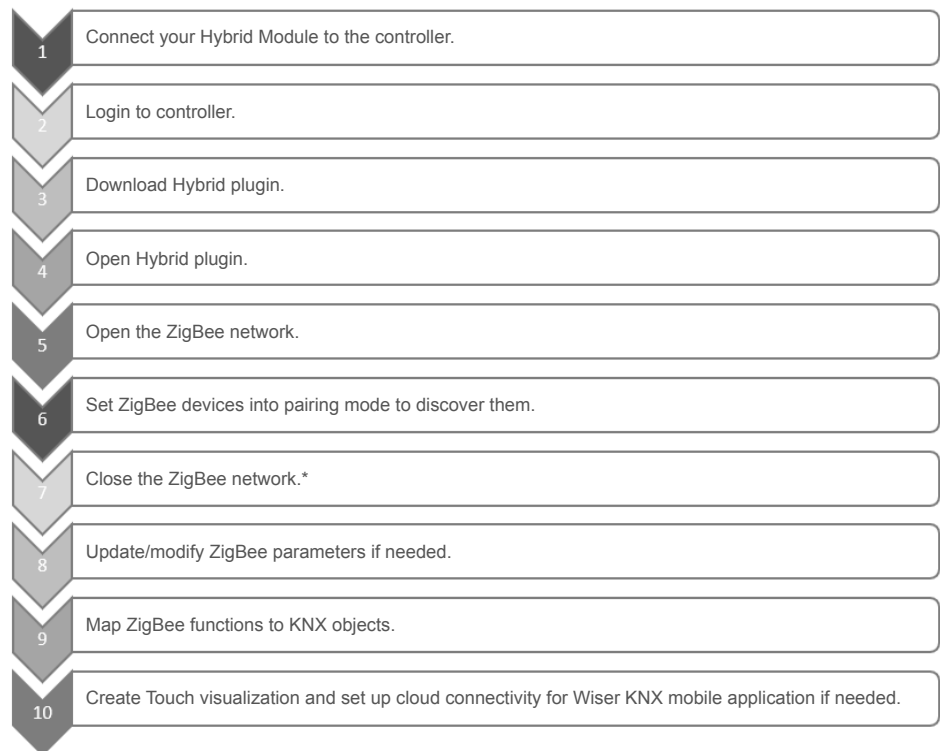 1 Connect your Hybrid Module to the controller.
2 Login to controller.
3 Download Hybrid plugin.
4 Open Hybrid plugin.
5 Open the ZigBee network.
6 Set ZigBee devices into pairing mode to discover them.
7 Close the ZigBee network.*
8 Update/modify ZigBee parameters if needed.
9 Map ZigBee functions to KNX objects.
10 Create Touch visualization and set up cloud connectivity for Wiser KNX mobile application if needed.